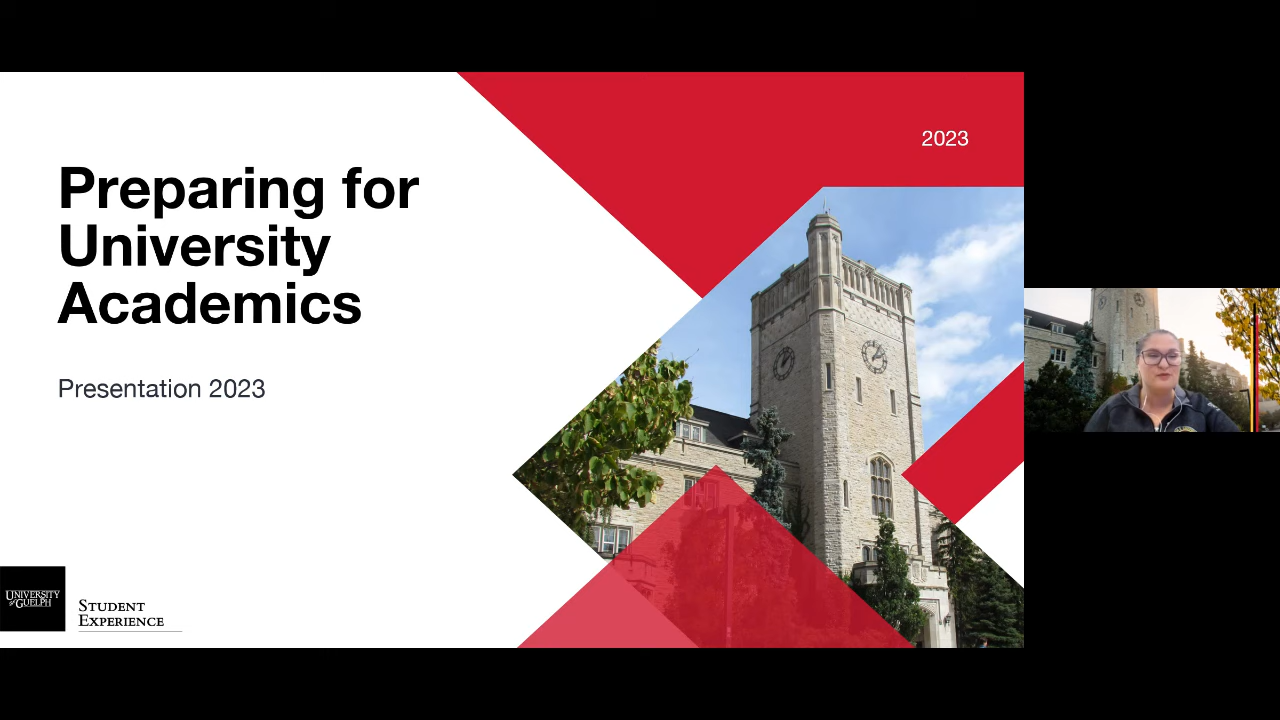 2023
Preparing for
University
Academics
Presentation 2023
UNIVERSITY
of GUELPH
STUDENT
EXPERIENCE